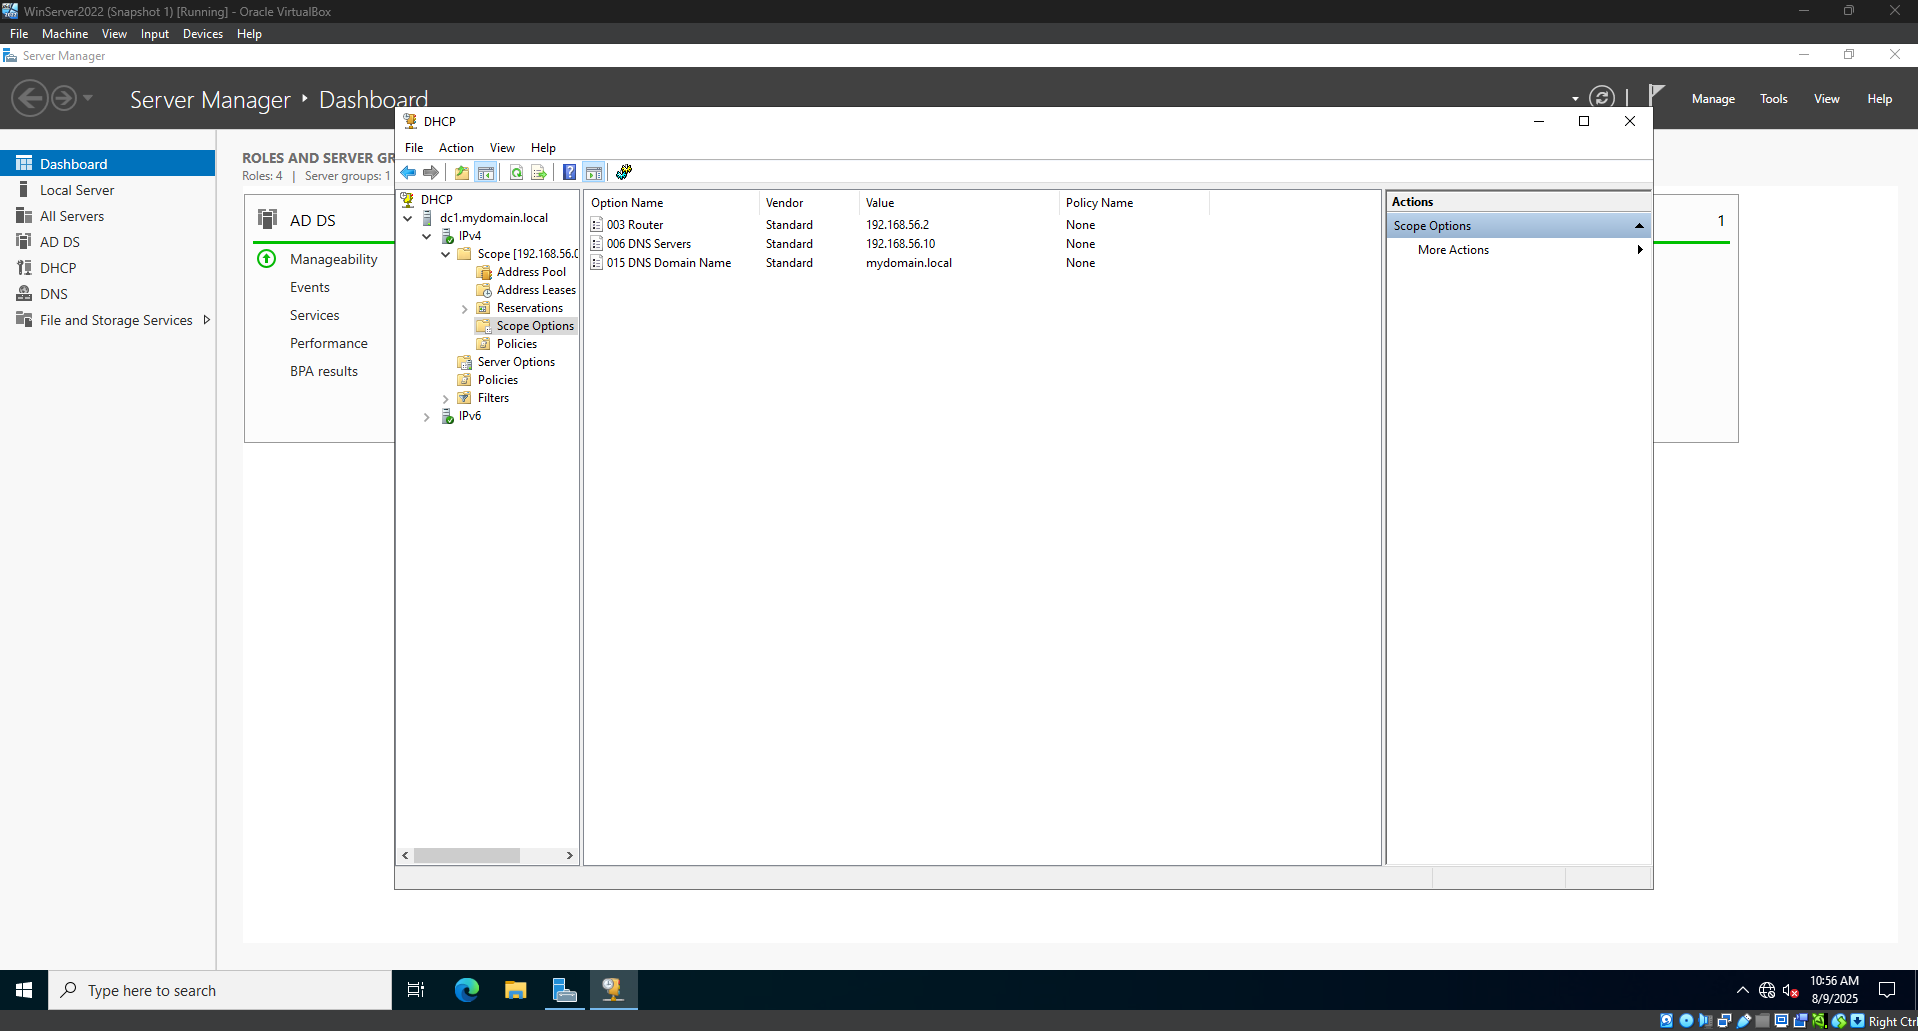 WinServer2022 (Snapshot 1) [Running] - Oracle VirtualBox
File Machine View Input Devices Help
Server Manager
Server Manager ‣ Dashboard
Manage Tools View Help
Dashboard
Local Server
All Servers
AD DS
DHCP
DNS
File and Storage Services
ROLES AND SERVER GR
Roles: 4 | Server groups: 1
AD DS
Manageability
Events
Services
Performance
BPA results
1
DHCP
File Action View Help
DHCP
dc1.mydomain.local
IPv4
Scope [192.168.56.0
Address Pool
Address Leases
Reservations
Scope Options
Policies
Server Options
Policies
Filters
IPv6
Option Name Vendor Value Policy Name
003 Router Standard 192.168.56.2 None
006 DNS Servers Standard 192.168.56.10 None
015 DNS Domain Name Standard mydomain.local None
Actions
Scope Options
More Actions
Type here to search
10:56 AM
8/9/2025
Right Ctrl